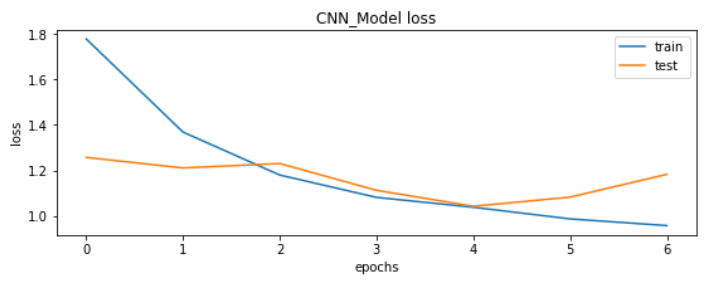 CNN_Model loss
1.8
1.6
1.4
1.2
1.0
loss
train
test
0 1 2 3 4 5 6
epochs